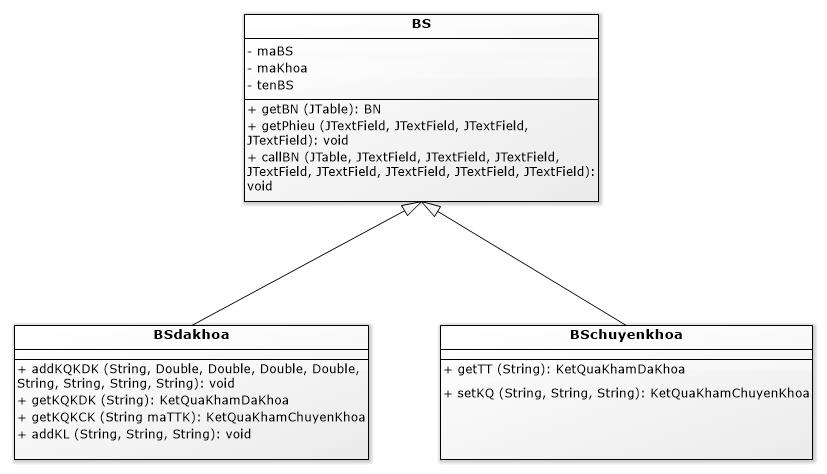 BS
- maBS
- maKhoa
- tenBS
+ getBN (JTable): BN
+ getPhieu (JTextField, JTextField, JTextField,
JTextField): void
+ callBN (JTable, JTextField, JTextField, JTextField,
JTextField, JTextField, JTextField, JTextField, JTextField):
void
BSdakhoa
+ addKQKDK (String, Double, Double, Double, Double,
String, String, String, String): void
+ getKQKDK (String): KetQuaKhamDaKhoa
+ getKQKCK (String maTTK): KetQuaKhamChuyenKhoa
+ addKL (String, String, String): void
BSchuyenkhoa
+ getTT (String): KetQuaKhamDaKhoa
+ setKQ (String, String, String): KetQuaKhamChuyenKhoa